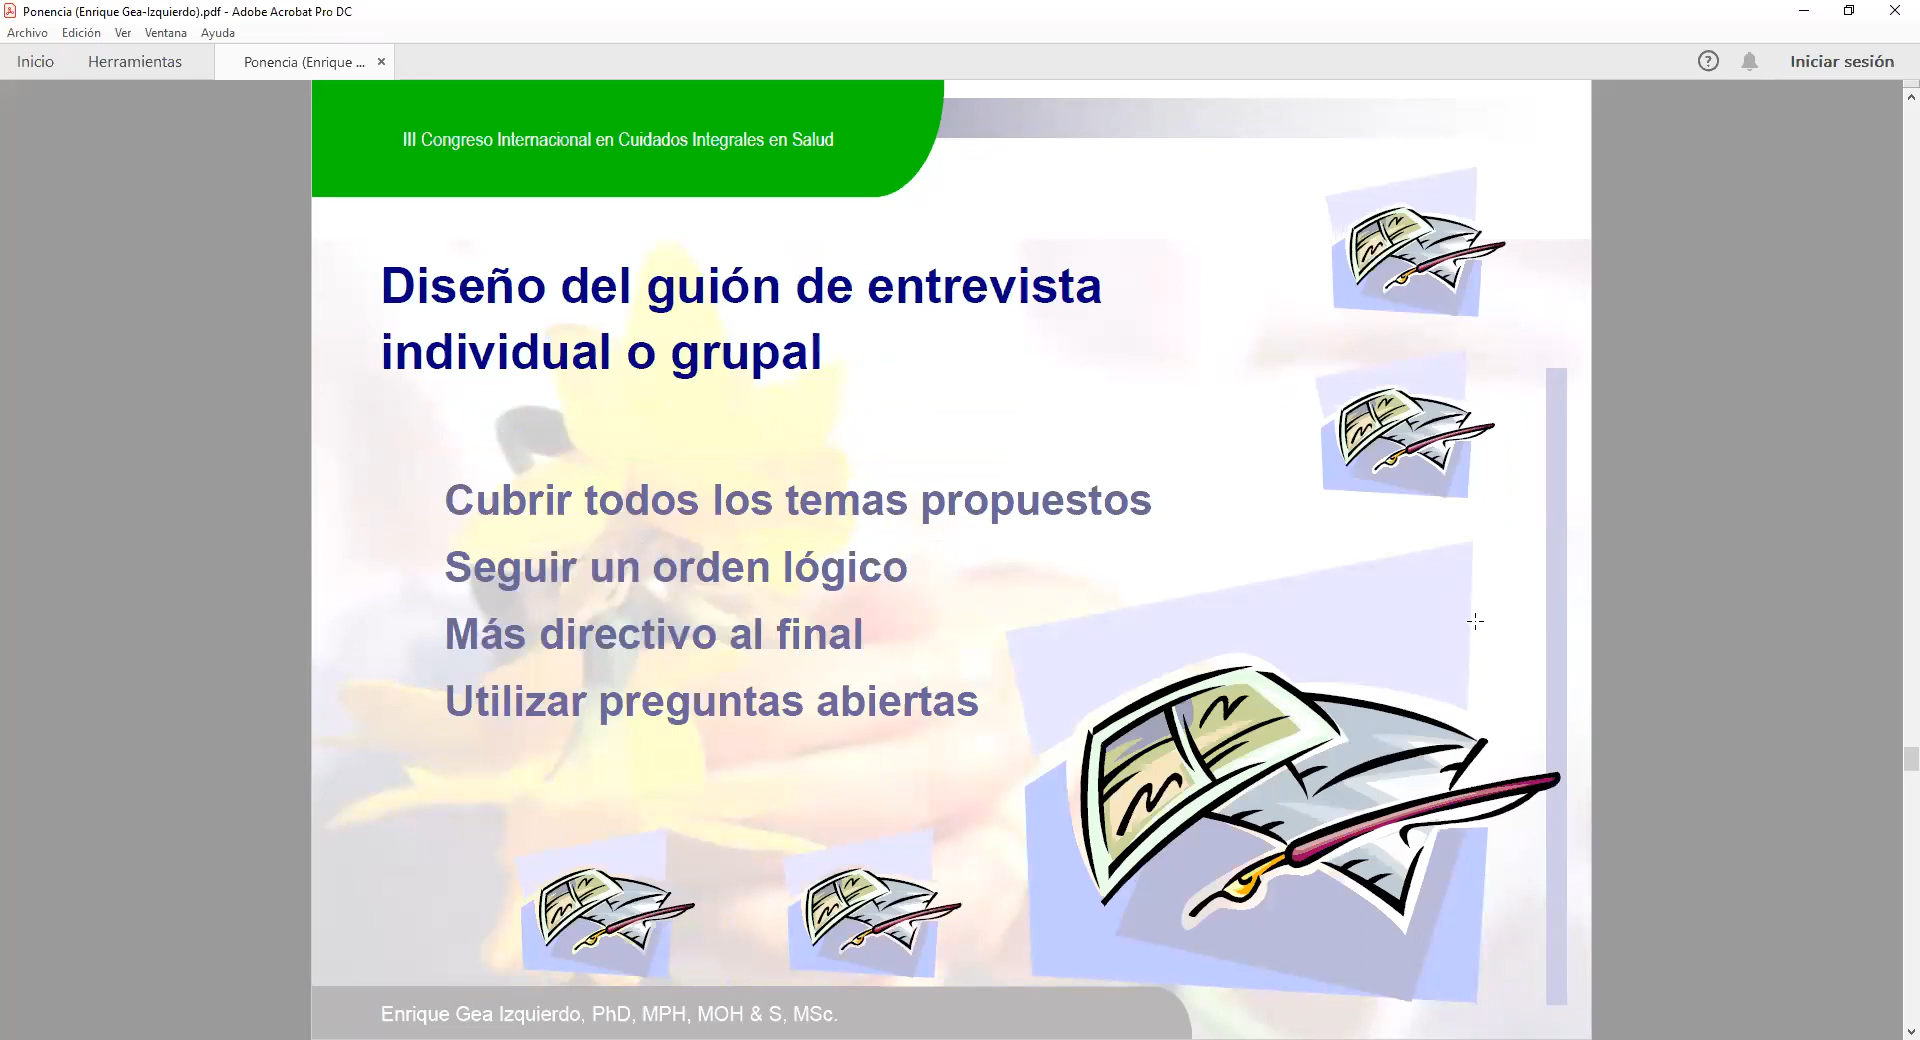 Ponencia (Enrique Gea-Izquierdo).pdf - Adobe Acrobat Pro DC
Archivo Edición Ver Ventana Ayuda
Inicio Herramientas Ponencia (Enrique ... Iniciar sesión
III Congreso Internacional en Cuidados Integrales en Salud
Diseño del guión de entrevista
individual o grupal
Cubrir todos los temas propuestos
Seguir un orden lógico
Más directivo al final
Utilizar preguntas abiertas
Enrique Gea Izquierdo, PhD, MPH, MOH & S, MSc.